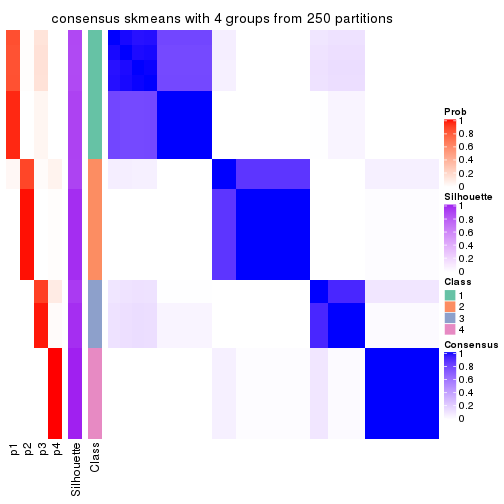 consensus skmeans with 4 groups from 250 partitions
Prob
1
0.8
0.6
0.4
0.2
0
Silhouette
1
0.8
0.6
0.4
0.2
0
Class
1
2
3
4
Consensus
1
0.8
0.6
0.4
0.2
0
p1
p2
p3
p4
Silhouette
Class